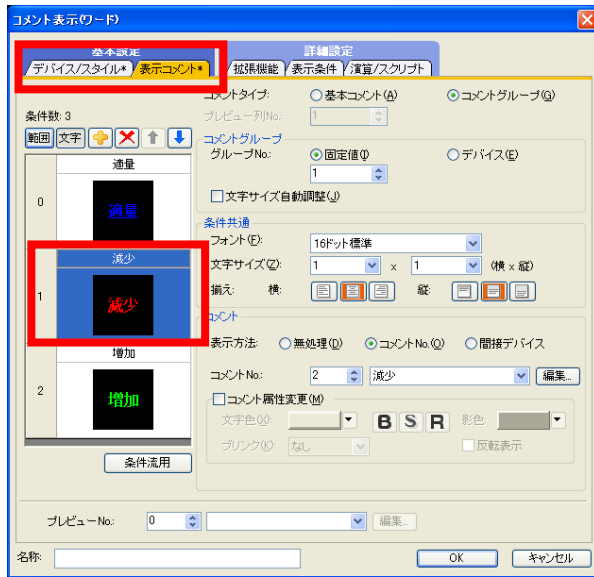 コメント表示(ワード)
基本設定
詳細設定
デバイス/スタイル*
表示コメント*
拡張機能
表示条件
演算/スクリプト
条件数: 3
範囲
文字
適量
0
適量
減少
1
減少
増加
2
増加
条件流用
コメントタイプ:
基本コメント(A)
コメントグループ(G)
プレビュー列No.:
1
コメントグループ
グループNo.:
固定値(I)
デバイス(E)
1
文字サイズ自動調整(J)
条件共通
フォント(F):
16ドット標準
文字サイズ(Z):
1
x
1
(横 x 縦)
揃え:
横:
縦:
コメント
表示方法:
無処理(D)
コメントNo.(O)
間接デバイス
コメントNo.:
2
減少
編集...
コメント属性変更(M)
文字色(X):
B
S
R
影色:
ブリンク(K):
なし
反転表示
プレビューNo.:
0
編集...
名称:
OK
キャンセル